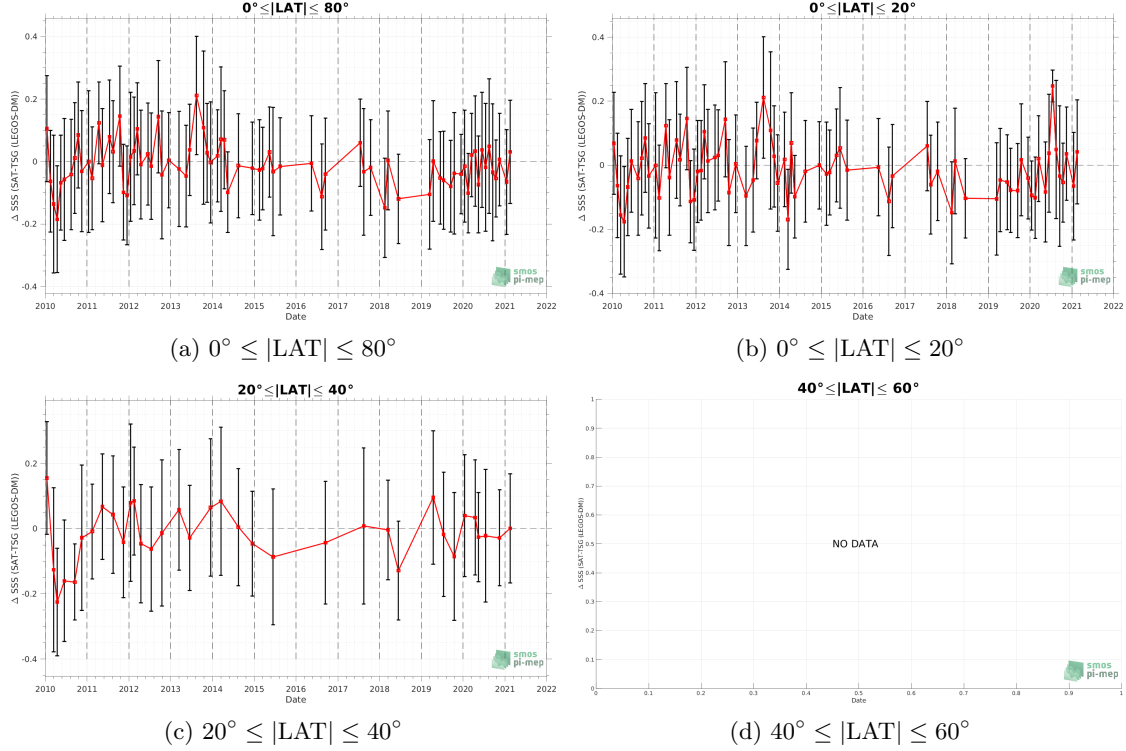 0°≤|LAT|≤ 80°
Δ SSS (SAT-TSG (LEGOS-DM))
0.4
0.2
0
-0.2
-0.4
2010 2011 2012 2013 2014 2015 2016 2017 2018 2019 2020 2021 2022
Date
smos
pi-mep
(a) 0° ≤ |LAT| ≤ 80°
0°≤|LAT|≤ 20°
Δ SSS (SAT-TSG (LEGOS-DM))
0.4
0.2
0
-0.2
-0.4
2010 2011 2012 2013 2014 2015 2016 2017 2018 2019 2020 2021 2022
Date
smos
pi-mep
(b) 0° ≤ |LAT| ≤ 20°
20°≤|LAT|≤ 40°
Δ SSS (SAT-TSG (LEGOS-DM))
0.2
0
-0.2
-0.4
2010 2011 2012 2013 2014 2015 2016 2017 2018 2019 2020 2021 2022
Date
smos
pi-mep
(c) 20° ≤ |LAT| ≤ 40°
40°≤|LAT|≤ 60°
Δ SSS (SAT-TSG (LEGOS-DM))
1
0.9
0.8
0.7
0.6
0.5
0.4
0.3
0.2
0.1
0
NO DATA
0 0.1 0.2 0.3 0.4 0.5 0.6 0.7 0.8 0.9 1
Date
smos
pi-mep
(d) 40° ≤ |LAT| ≤ 60°